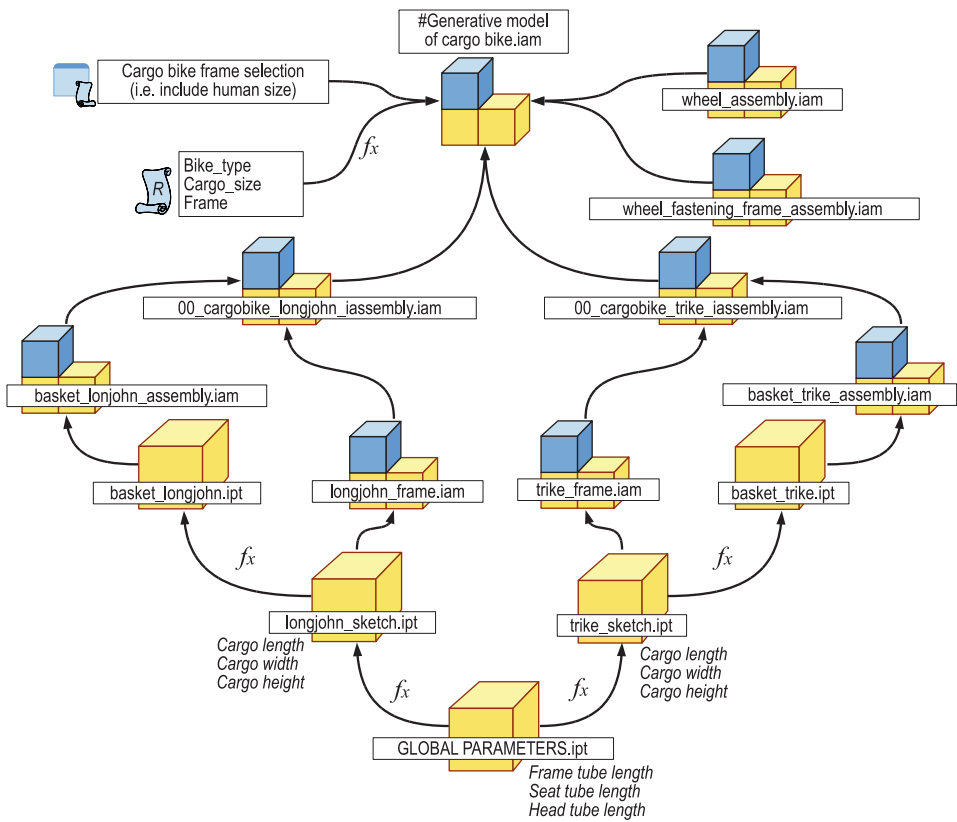 #Generative model
of cargo bike.iam
Cargo bike frame selection
(i.e. include human size)
wheel_assembly.iam
fx
R
Bike_type
Cargo_size
Frame
wheel_fastening_frame_assembly.iam
00_cargobike_longjohn_iassembly.iam
00_cargobike_trike_iassembly.iam
basket_lonjohn_assembly.iam
basket_trike_assembly.iam
basket_longjohn.ipt
longjohn_frame.iam
trike_frame.iam
basket_trike.ipt
fx
fx
longjohn_sketch.ipt
trike_sketch.ipt
Cargo length
Cargo width
Cargo height
Cargo length
Cargo width
Cargo height
fx
fx
GLOBAL PARAMETERS.ipt
Frame tube length
Seat tube length
Head tube length